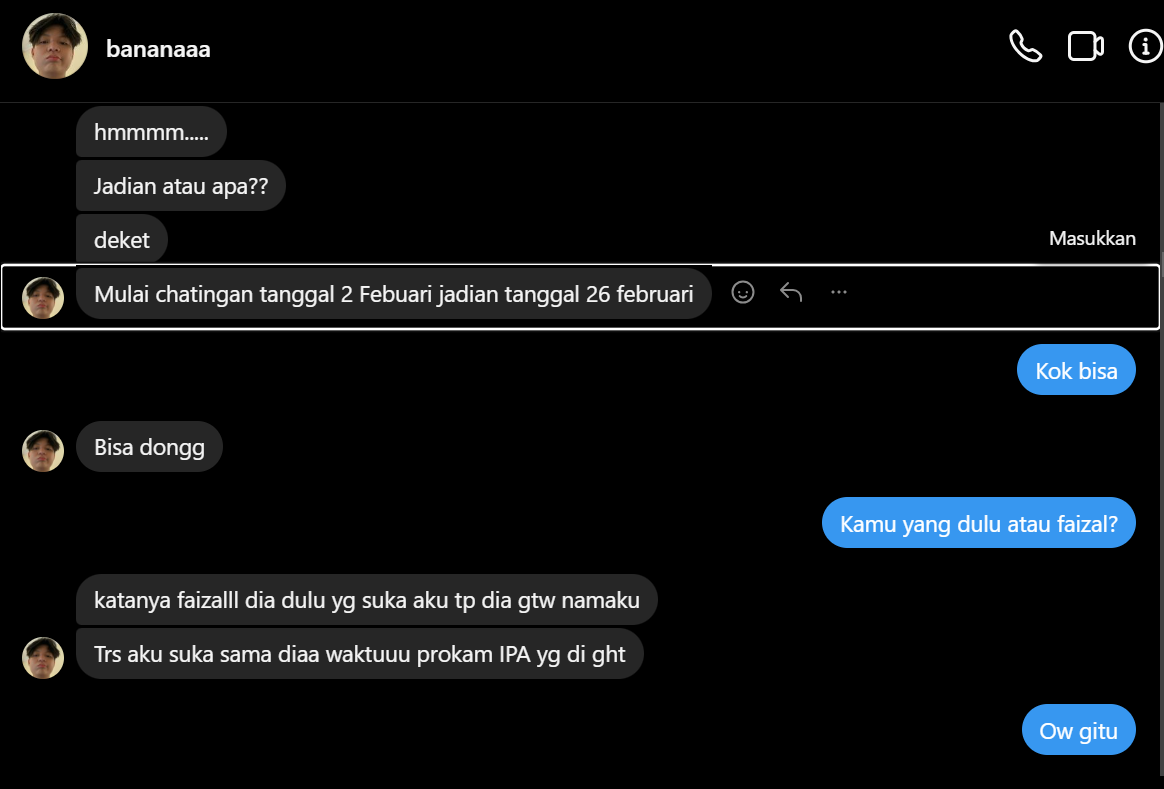 bananaaa
hmmmm.....
Jadian atau apa??
deket
Masukkan
Mulai chatingan tanggal 2 Febuari jadian tanggal 26 februari
Kok bisa
Bisa dongg
Kamu yang dulu atau faizal?
katanya faizalll dia dulu yg suka aku tp dia gtw namaku
Trs aku suka sama diaa waktuuu prokam IPA yg di ght
Ow gitu